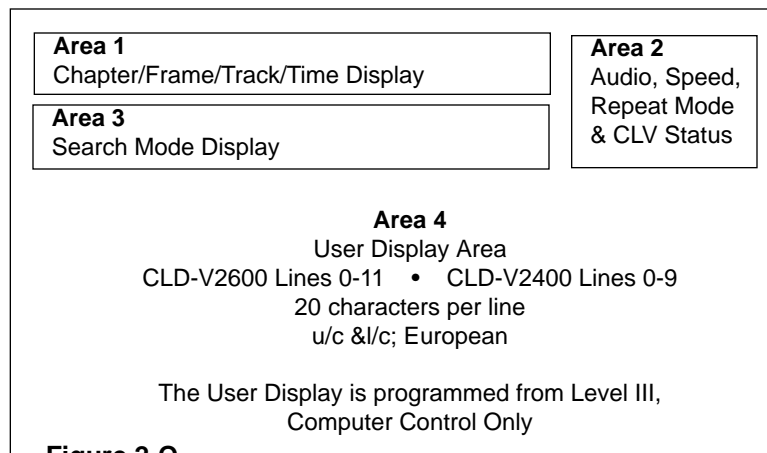 Area 1
Chapter/Frame/Track/Time Display
Area 2
Audio, Speed,
Repeat Mode
& CLV Status
Area 3
Search Mode Display
Area 4
User Display Area
CLD-V2600 Lines 0-11 • CLD-V2400 Lines 0-9
20 characters per line
u/c &l/c; European
The User Display is programmed from Level III,
Computer Control Only
Figure 2-O